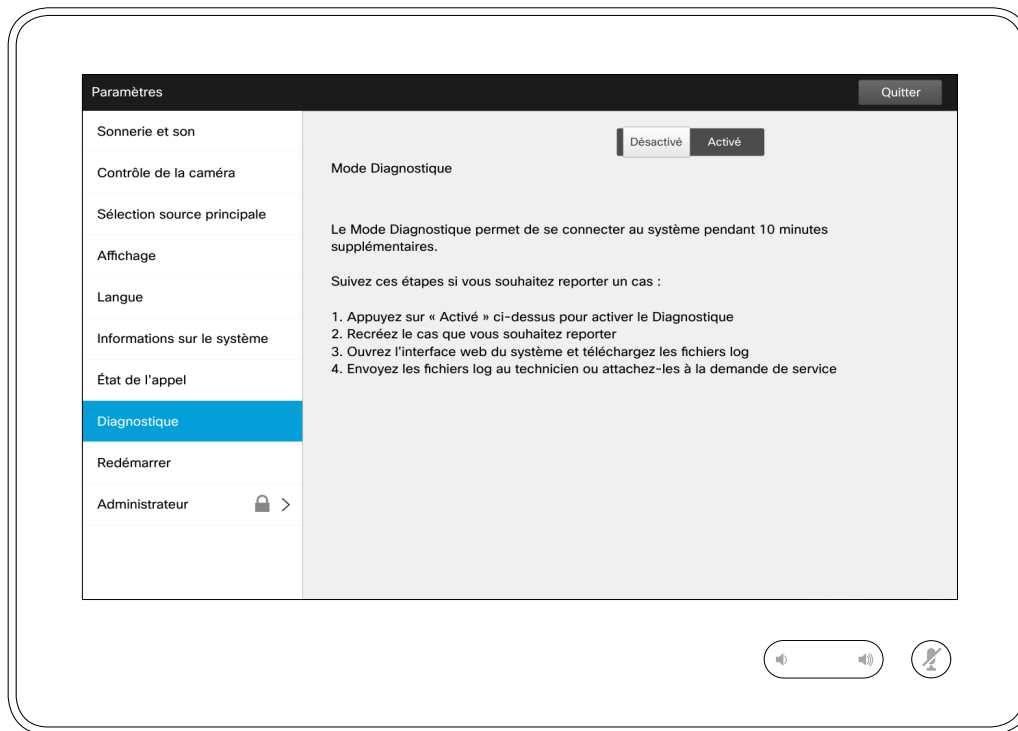 Paramètres
Quitter
Sonnerie et son
Contrôle de la caméra
Sélection source principale
Affichage
Langue
Informations sur le système
État de l'appel
Diagnostique
Redémarrer
Administrateur
Désactivé
Activé
Mode Diagnostique
Le Mode Diagnostique permet de se connecter au système pendant 10 minutes
supplémentaires.
Suivez ces étapes si vous souhaitez reporter un cas :
1. Appuyez sur « Activé » ci-dessus pour activer le Diagnostique
2. Recréez le cas que vous souhaitez reporter
3. Ouvrez l'interface web du système et téléchargez les fichiers log
4. Envoyez les fichiers log au technicien ou attachez-les à la demande de service